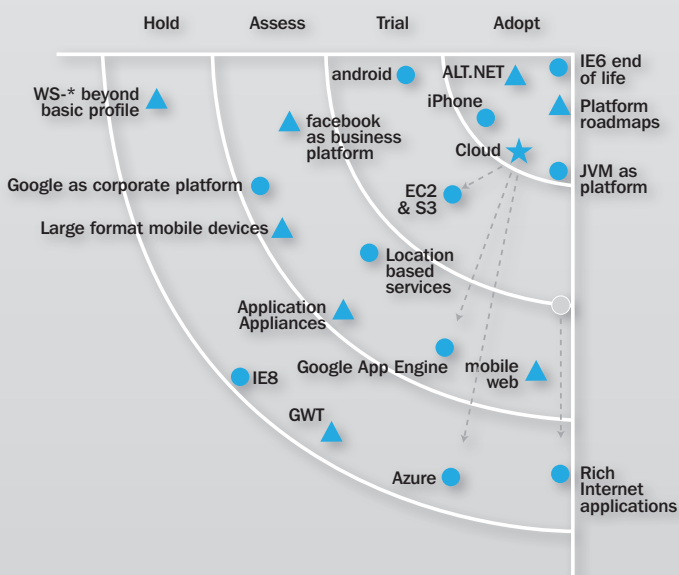 Hold Assess Trial Adopt
android
ALT.NET
IE6 end
of life
WS-* beyond
basic profile
iPhone
Platform
roadmaps
facebook
as business
platform
Cloud
JVM as
platform
Google as corporate platform
EC2
& S3
Large format mobile devices
Location
based
services
Application
Appliances
Google App Engine
mobile
web
IE8
GWT
Azure
Rich
Internet
applications